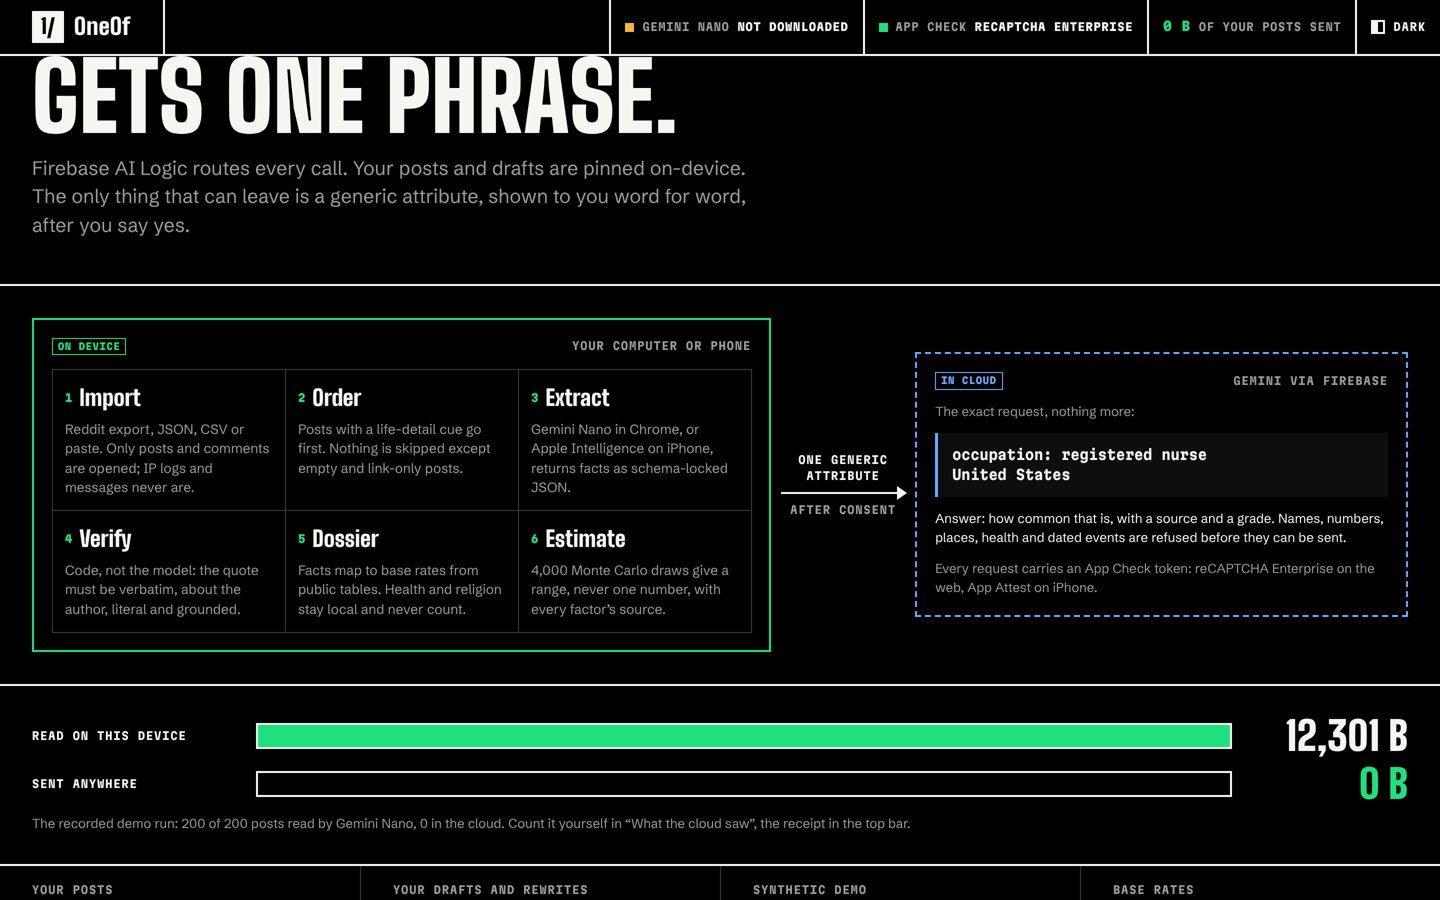 1/ OneOf
GEMINI NANO NOT DOWNLOADED
APP CHECK RECAPTCHA ENTERPRISE
0 B OF YOUR POSTS SENT
DARK
GETS ONE PHRASE.
Firebase AI Logic routes every call. Your posts and drafts are pinned on-device.
The only thing that can leave is a generic attribute, shown to you word for word,
after you say yes.
ON DEVICE
YOUR COMPUTER OR PHONE
1 Import
Reddit export, JSON, CSV or
paste. Only posts and comments
are opened; IP logs and
messages never are.
2 Order
Posts with a life-detail cue go
first. Nothing is skipped except
empty and link-only posts.
3 Extract
Gemini Nano in Chrome, or
Apple Intelligence on iPhone,
returns facts as schema-locked
JSON.
4 Verify
Code, not the model: the quote
must be verbatim, about the
author, literal and grounded.
5 Dossier
Facts map to base rates from
public tables. Health and religion
stay local and never count.
6 Estimate
4,000 Monte Carlo draws give a
range, never one number, with
every factor's source.
ONE GENERIC
ATTRIBUTE
AFTER CONSENT
IN CLOUD
GEMINI VIA FIREBASE
The exact request, nothing more:
occupation: registered nurse
United States
Answer: how common that is, with a source and a grade. Names, numbers,
places, health and dated events are refused before they can be sent.
Every request carries an App Check token: reCAPTCHA Enterprise on the
web, App Attest on iPhone.
READ ON THIS DEVICE
12,301 B
SENT ANYWHERE
0 B
The recorded demo run: 200 of 200 posts read by Gemini Nano, 0 in the cloud. Count it yourself in “What the cloud saw”, the receipt in the top bar.
YOUR POSTS
YOUR DRAFTS AND REWRITES
SYNTHETIC DEMO
BASE RATES